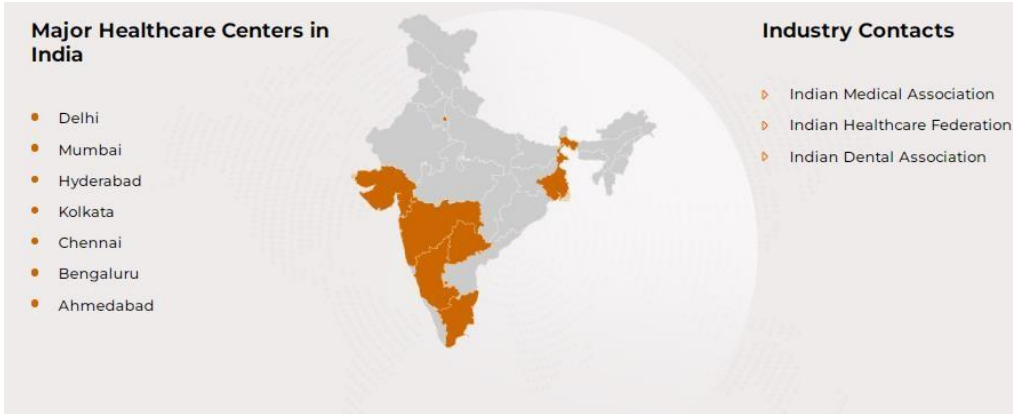 Major Healthcare Centers in
India
Delhi
Mumbai
Hyderabad
Kolkata
Chennai
Bengaluru
Ahmedabad
Industry Contacts
Indian Medical Association
Indian Healthcare Federation
Indian Dental Association